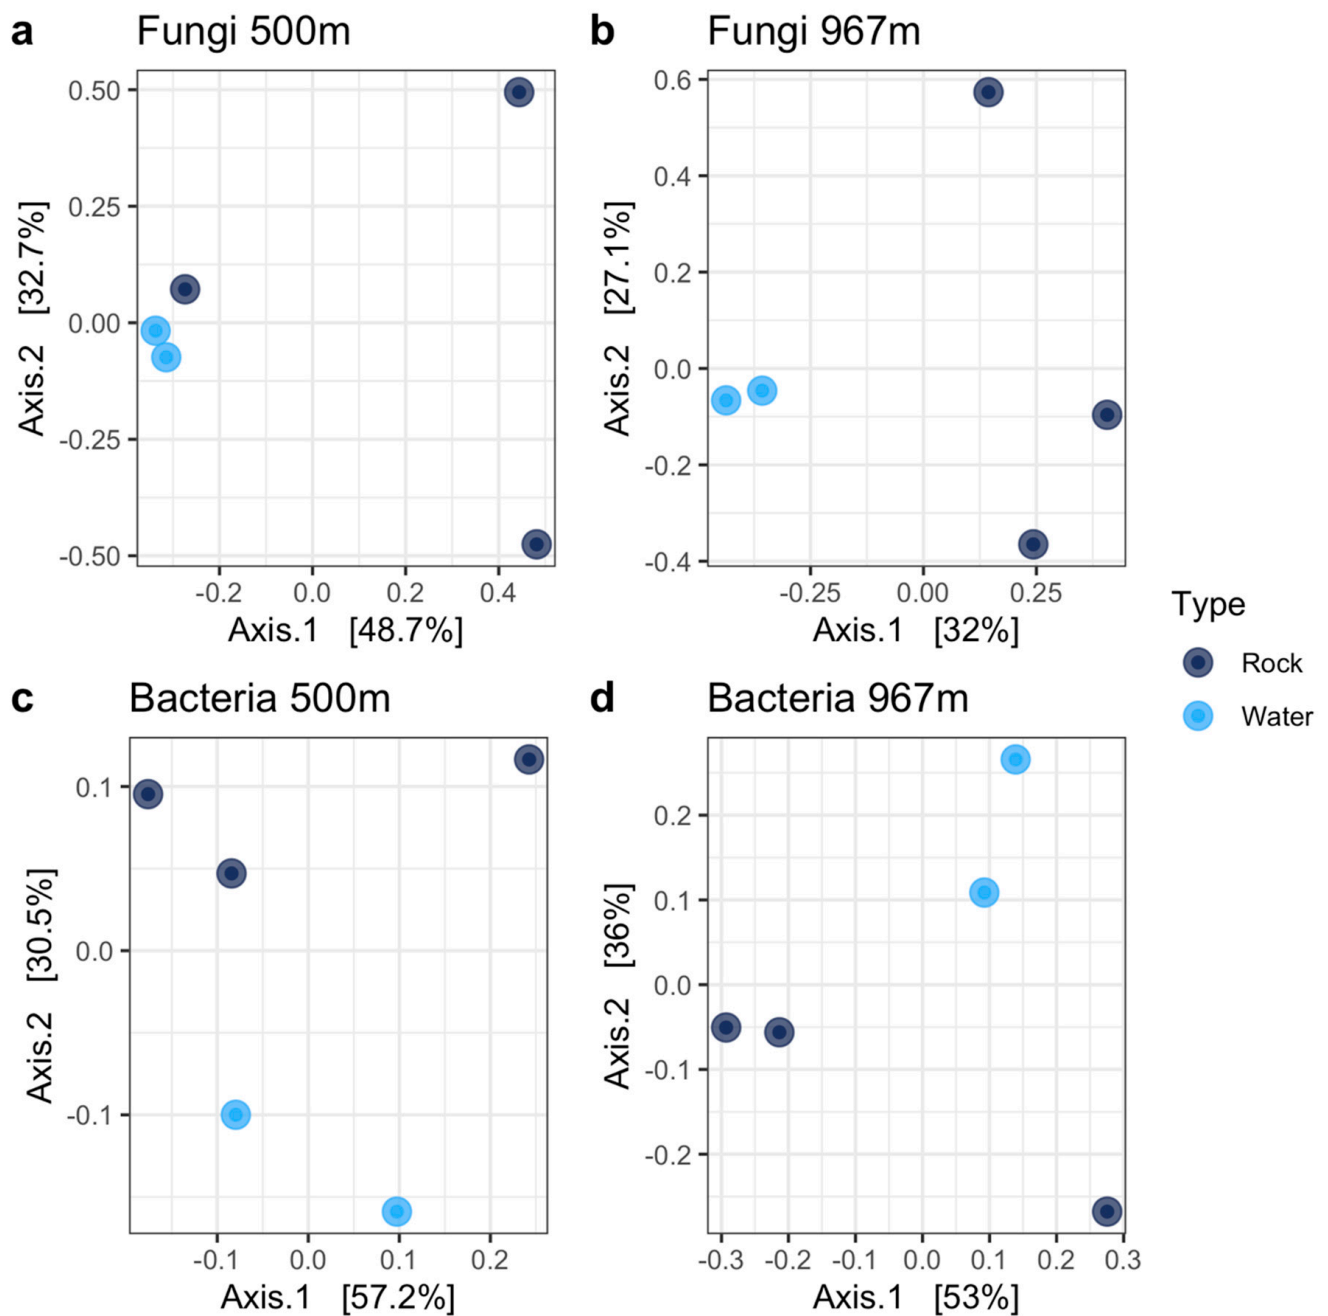 a Fungi 500m
0.50
0.25
0.00
-0.25
-0.50
Axis.2 [32.7%]
-0.2 0.0 0.2 0.4
Axis.1 [48.7%]
b Fungi 967m
0.6
0.4
0.2
0.0
-0.2
-0.4
Axis.2 [27.1%]
-0.25 0.00 0.25
Axis.1 [32%]
c Bacteria 500m
0.1
0.0
-0.1
Axis.2 [30.5%]
-0.1 0.0 0.1 0.2
Axis.1 [57.2%]
d Bacteria 967m
0.2
0.1
0.0
-0.1
-0.2
Axis.2 [36%]
-0.3 -0.2 -0.1 0.0 0.1 0.2 0.3
Axis.1 [53%]
Type
Rock
Water